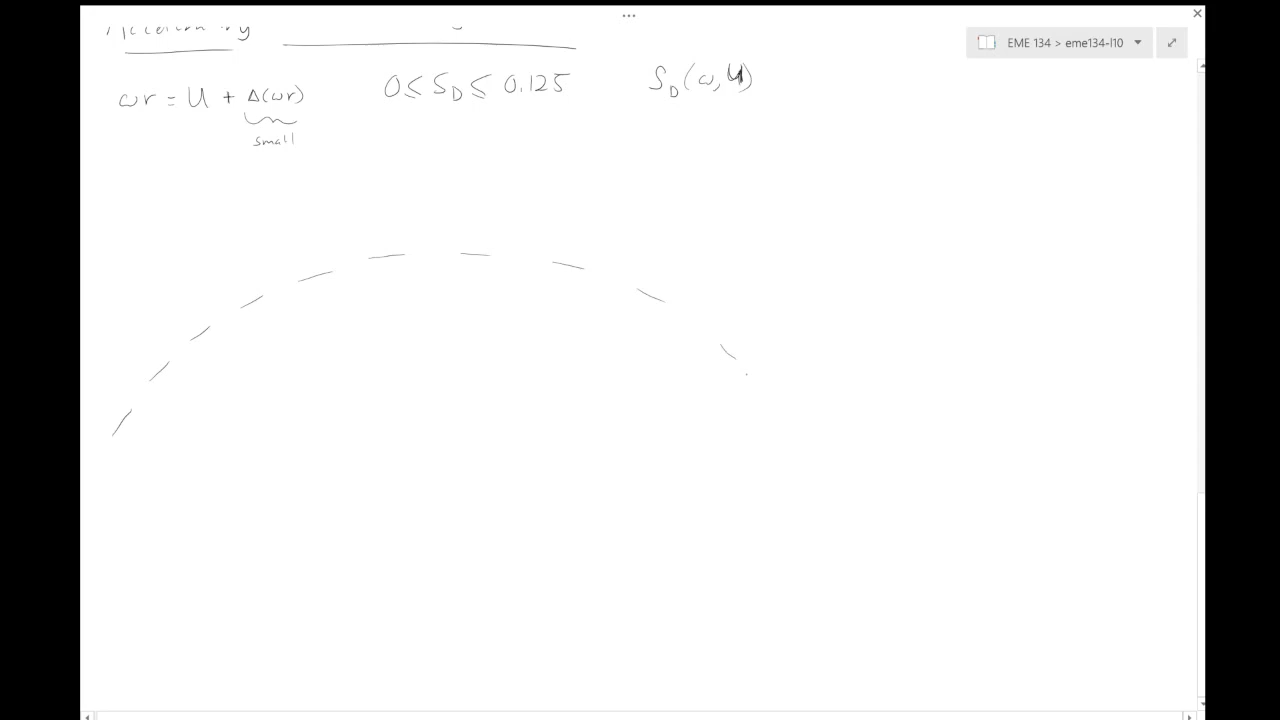 EME 134 > eme134-l10
ωr = U + Δ(ωr)
small
0 ≤ S_D ≤ 0.125
S_D(ω, U)